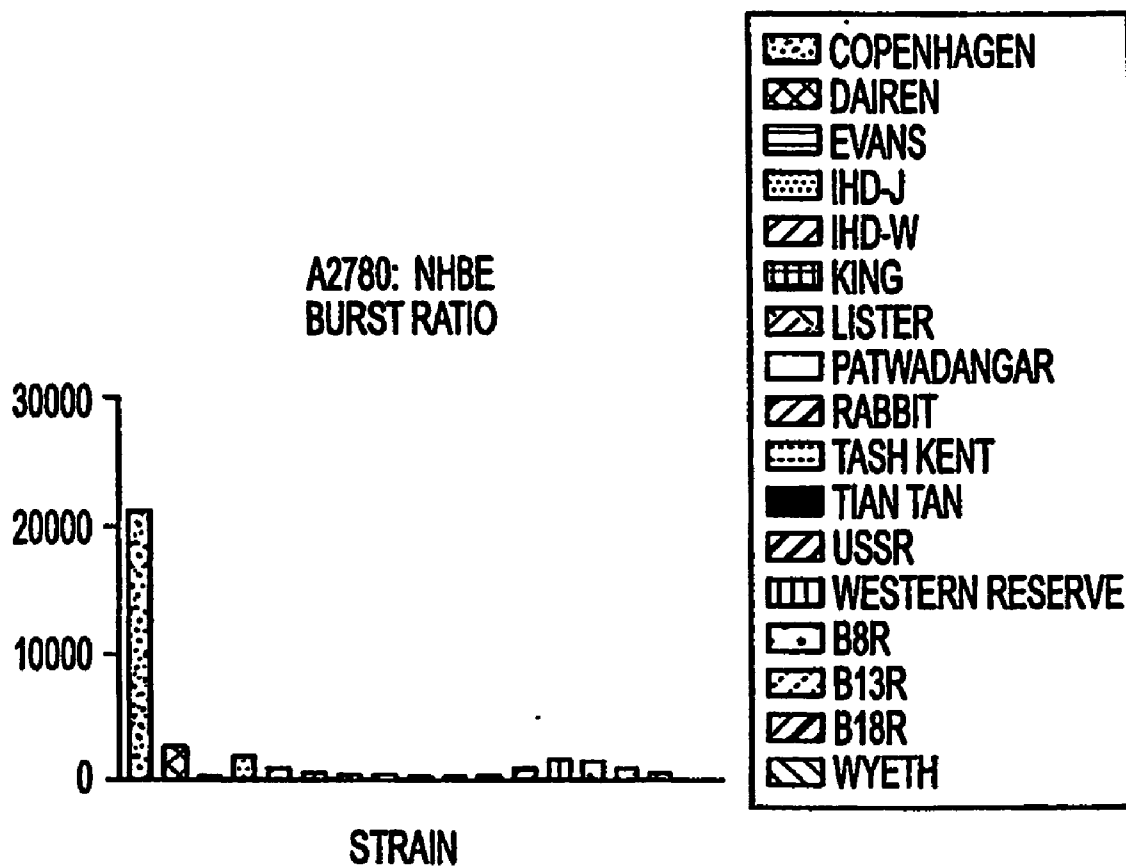 A2780: NHBE
BURST RATIO
30000
20000
10000
0
STRAIN
COPENHAGEN
DAIREN
EVANS
IHD-J
IHD-W
KING
LISTER
PATWADANGAR
RABBIT
TASH KENT
TIAN TAN
USSR
WESTERN RESERVE
B8R
B13R
B18R
WYETH